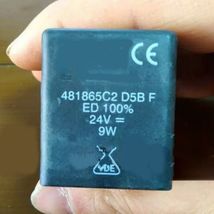 CE
481865C2 D5B F
ED 100%
24V ⎓
9W
VDE